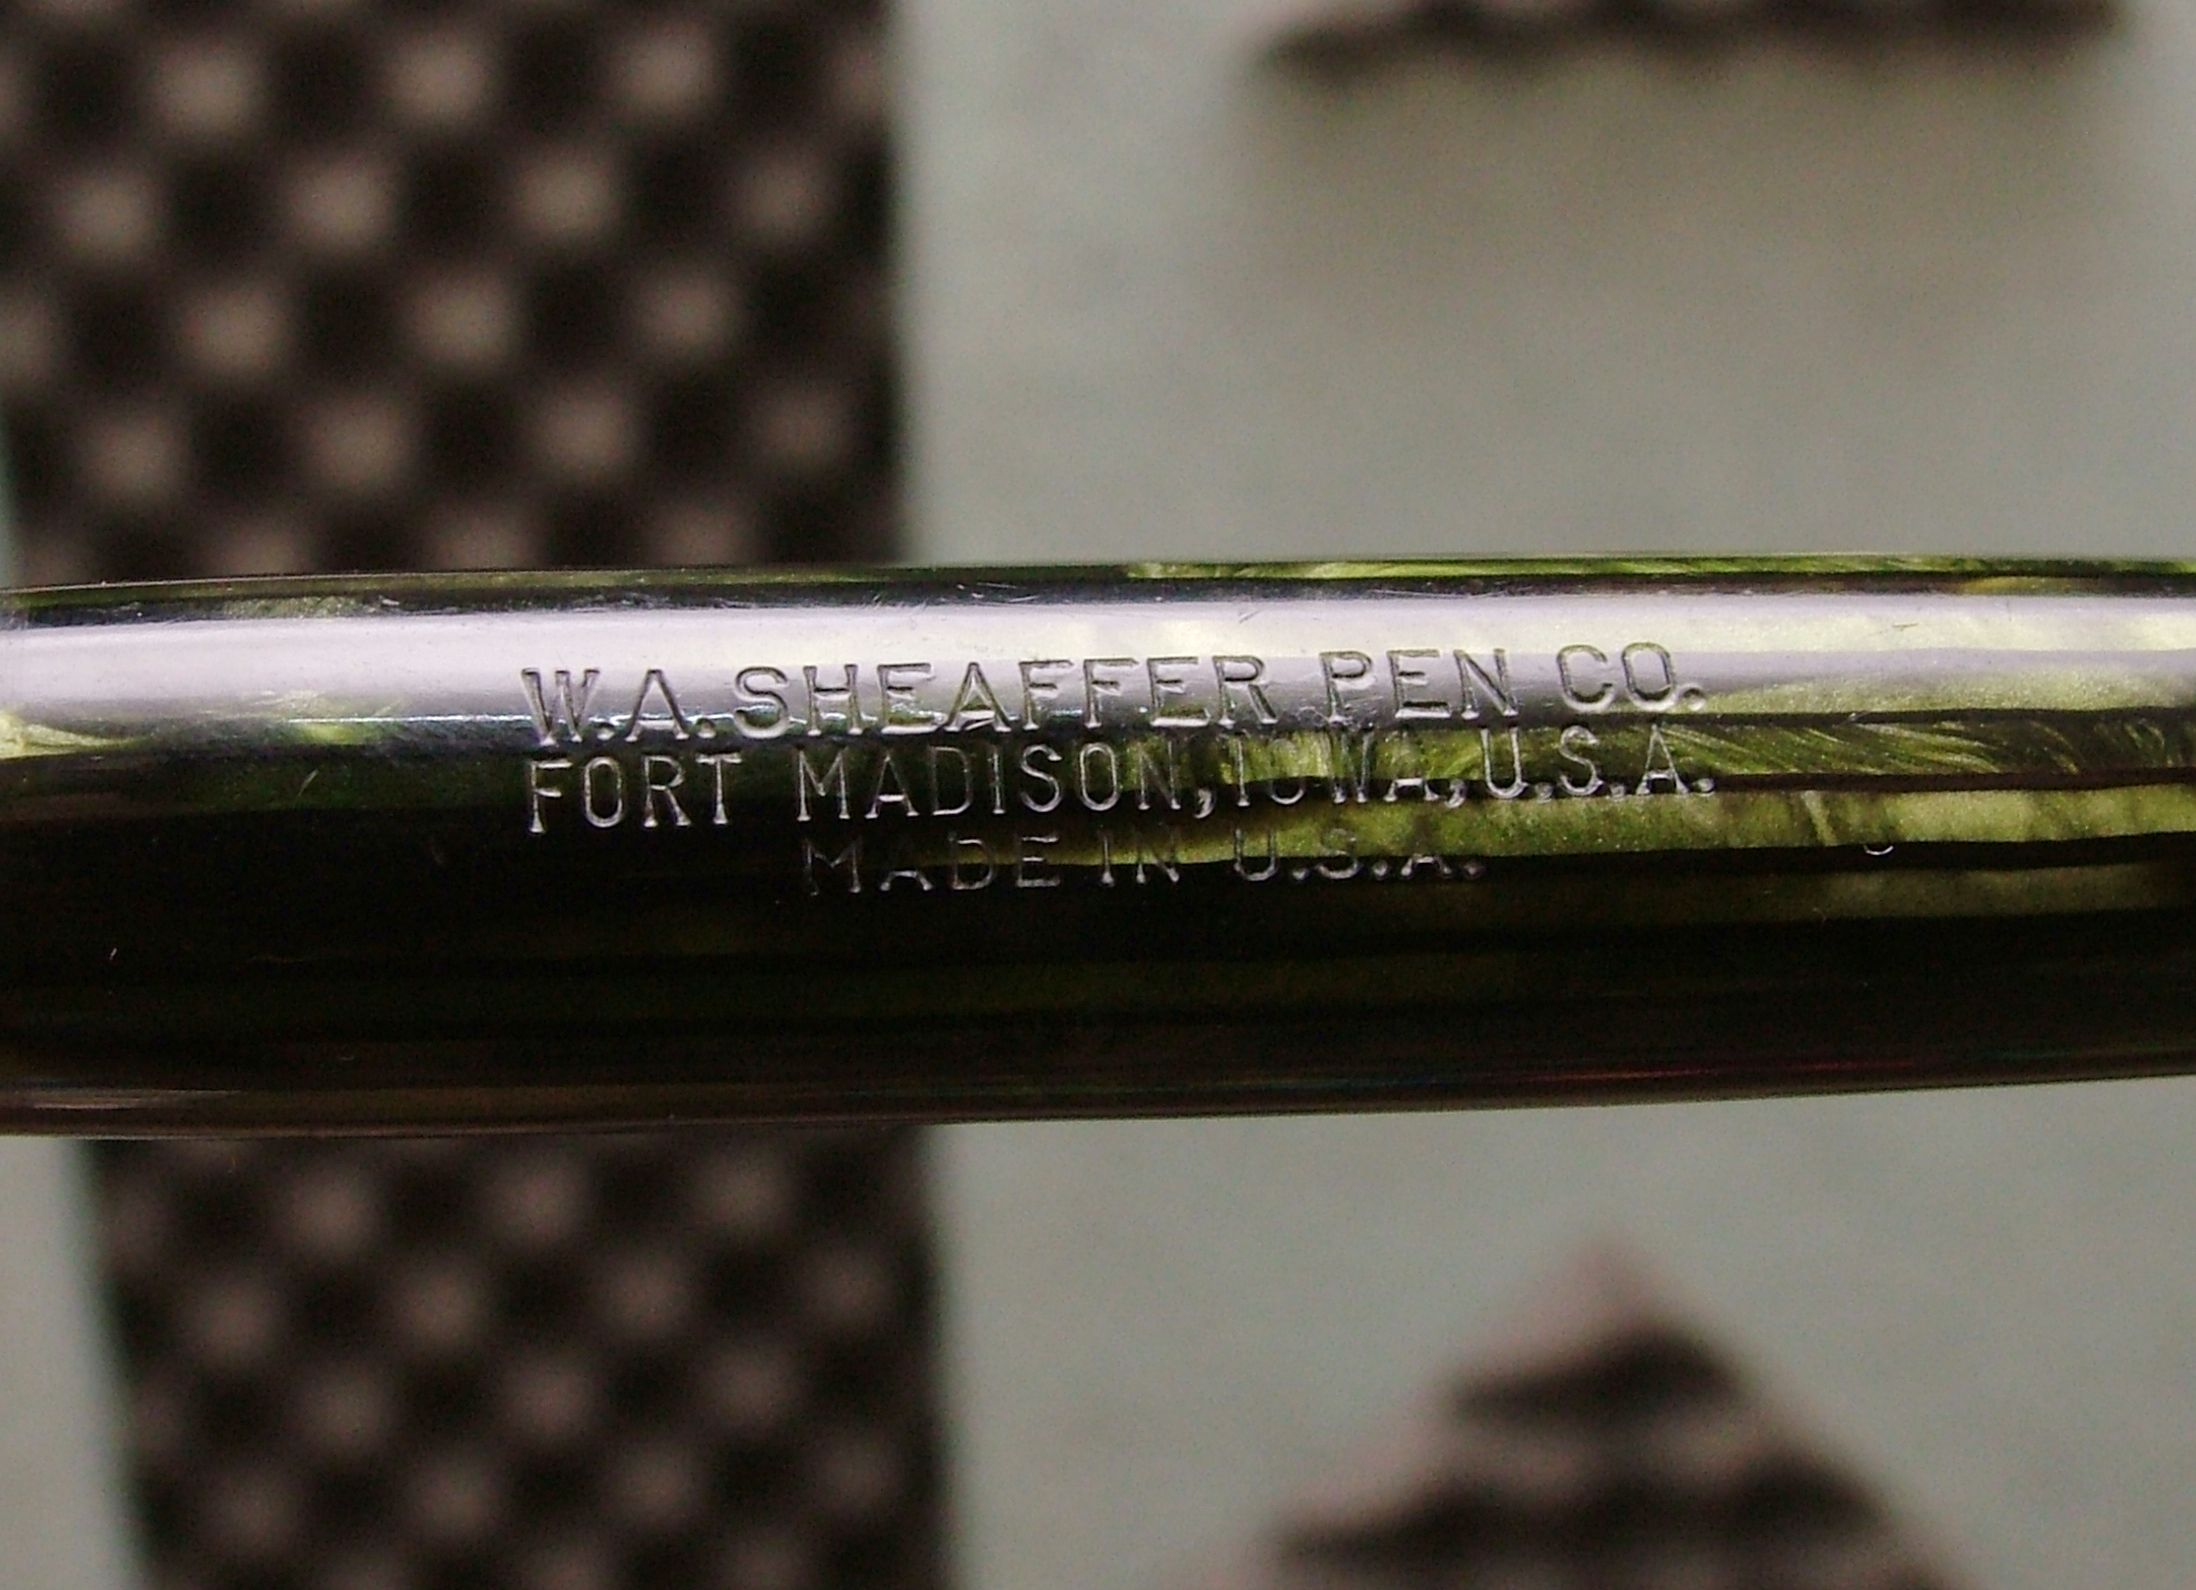 W.A.SHEAFFER PEN CO.
FORT MADISON,IOWA,U.S.A.
MADE IN U.S.A.